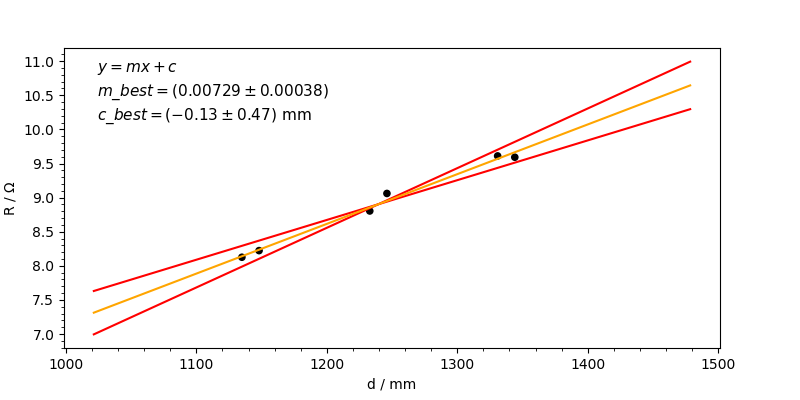 y = mx + c
m_best = (0.00729 ± 0.00038)
c_best = (−0.13 ± 0.47) mm
11.0
10.5
10.0
9.5
9.0
8.5
8.0
7.5
7.0
R / Ω
1000 1100 1200 1300 1400 1500
d / mm